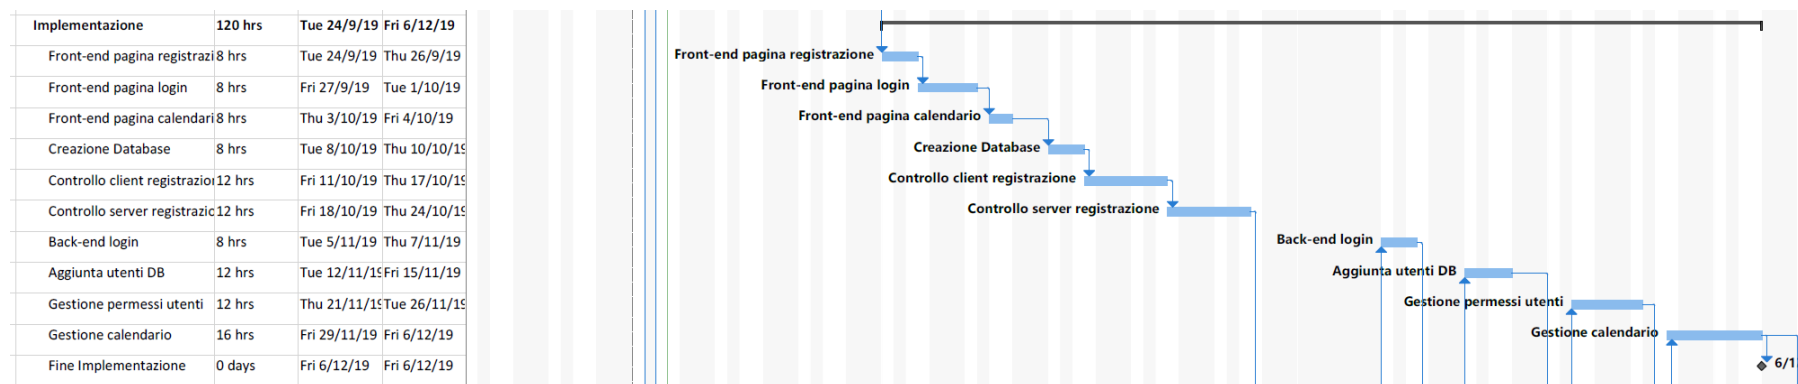 Implementazione 120 hrs Tue 24/9/19 Fri 6/12/19
Front-end pagina registrazi 8 hrs Tue 24/9/19 Thu 26/9/19 Front-end pagina registrazione
Front-end pagina login 8 hrs Fri 27/9/19 Tue 1/10/19 Front-end pagina login
Front-end pagina calendari 8 hrs Thu 3/10/19 Fri 4/10/19 Front-end pagina calendario
Creazione Database 8 hrs Tue 8/10/19 Thu 10/10/19 Creazione Database
Controllo client registrazior 12 hrs Fri 11/10/19 Thu 17/10/19 Controllo client registrazione
Controllo server registrazic 12 hrs Fri 18/10/19 Thu 24/10/19 Controllo server registrazione
Back-end login 8 hrs Tue 5/11/19 Thu 7/11/19 Back-end login
Aggiunta utenti DB 12 hrs Tue 12/11/19 Fri 15/11/19 Aggiunta utenti DB
Gestione permessi utenti 12 hrs Thu 21/11/19 Tue 26/11/19 Gestione permessi utenti
Gestione calendario 16 hrs Fri 29/11/19 Fri 6/12/19 Gestione calendario
Fine Implementazione 0 days Fri 6/12/19 Fri 6/12/19 6/1